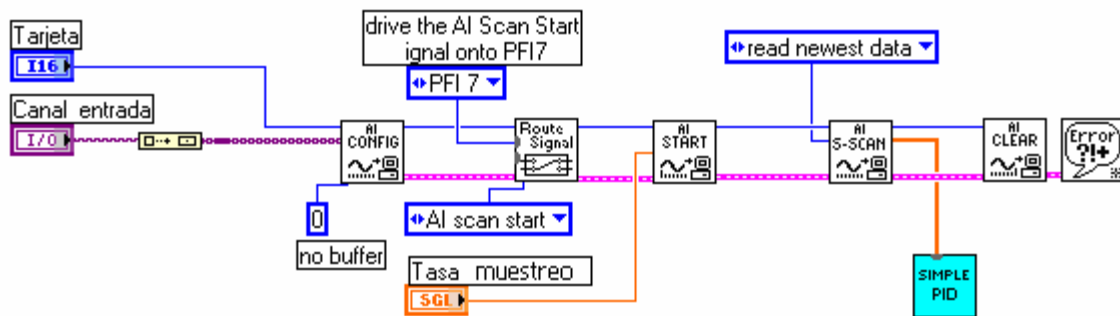 Tarjeta
I16
Canal entrada
I/O
drive the AI Scan Start
ignal onto PFI7
PFI 7
read newest data
AI
CONFIG
Route
Signal
AI
START
AI
S-SCAN
AI
CLEAR
Error
?!+
0
no buffer
AI scan start
Tasa muestreo
SGL
SIMPLE
PID